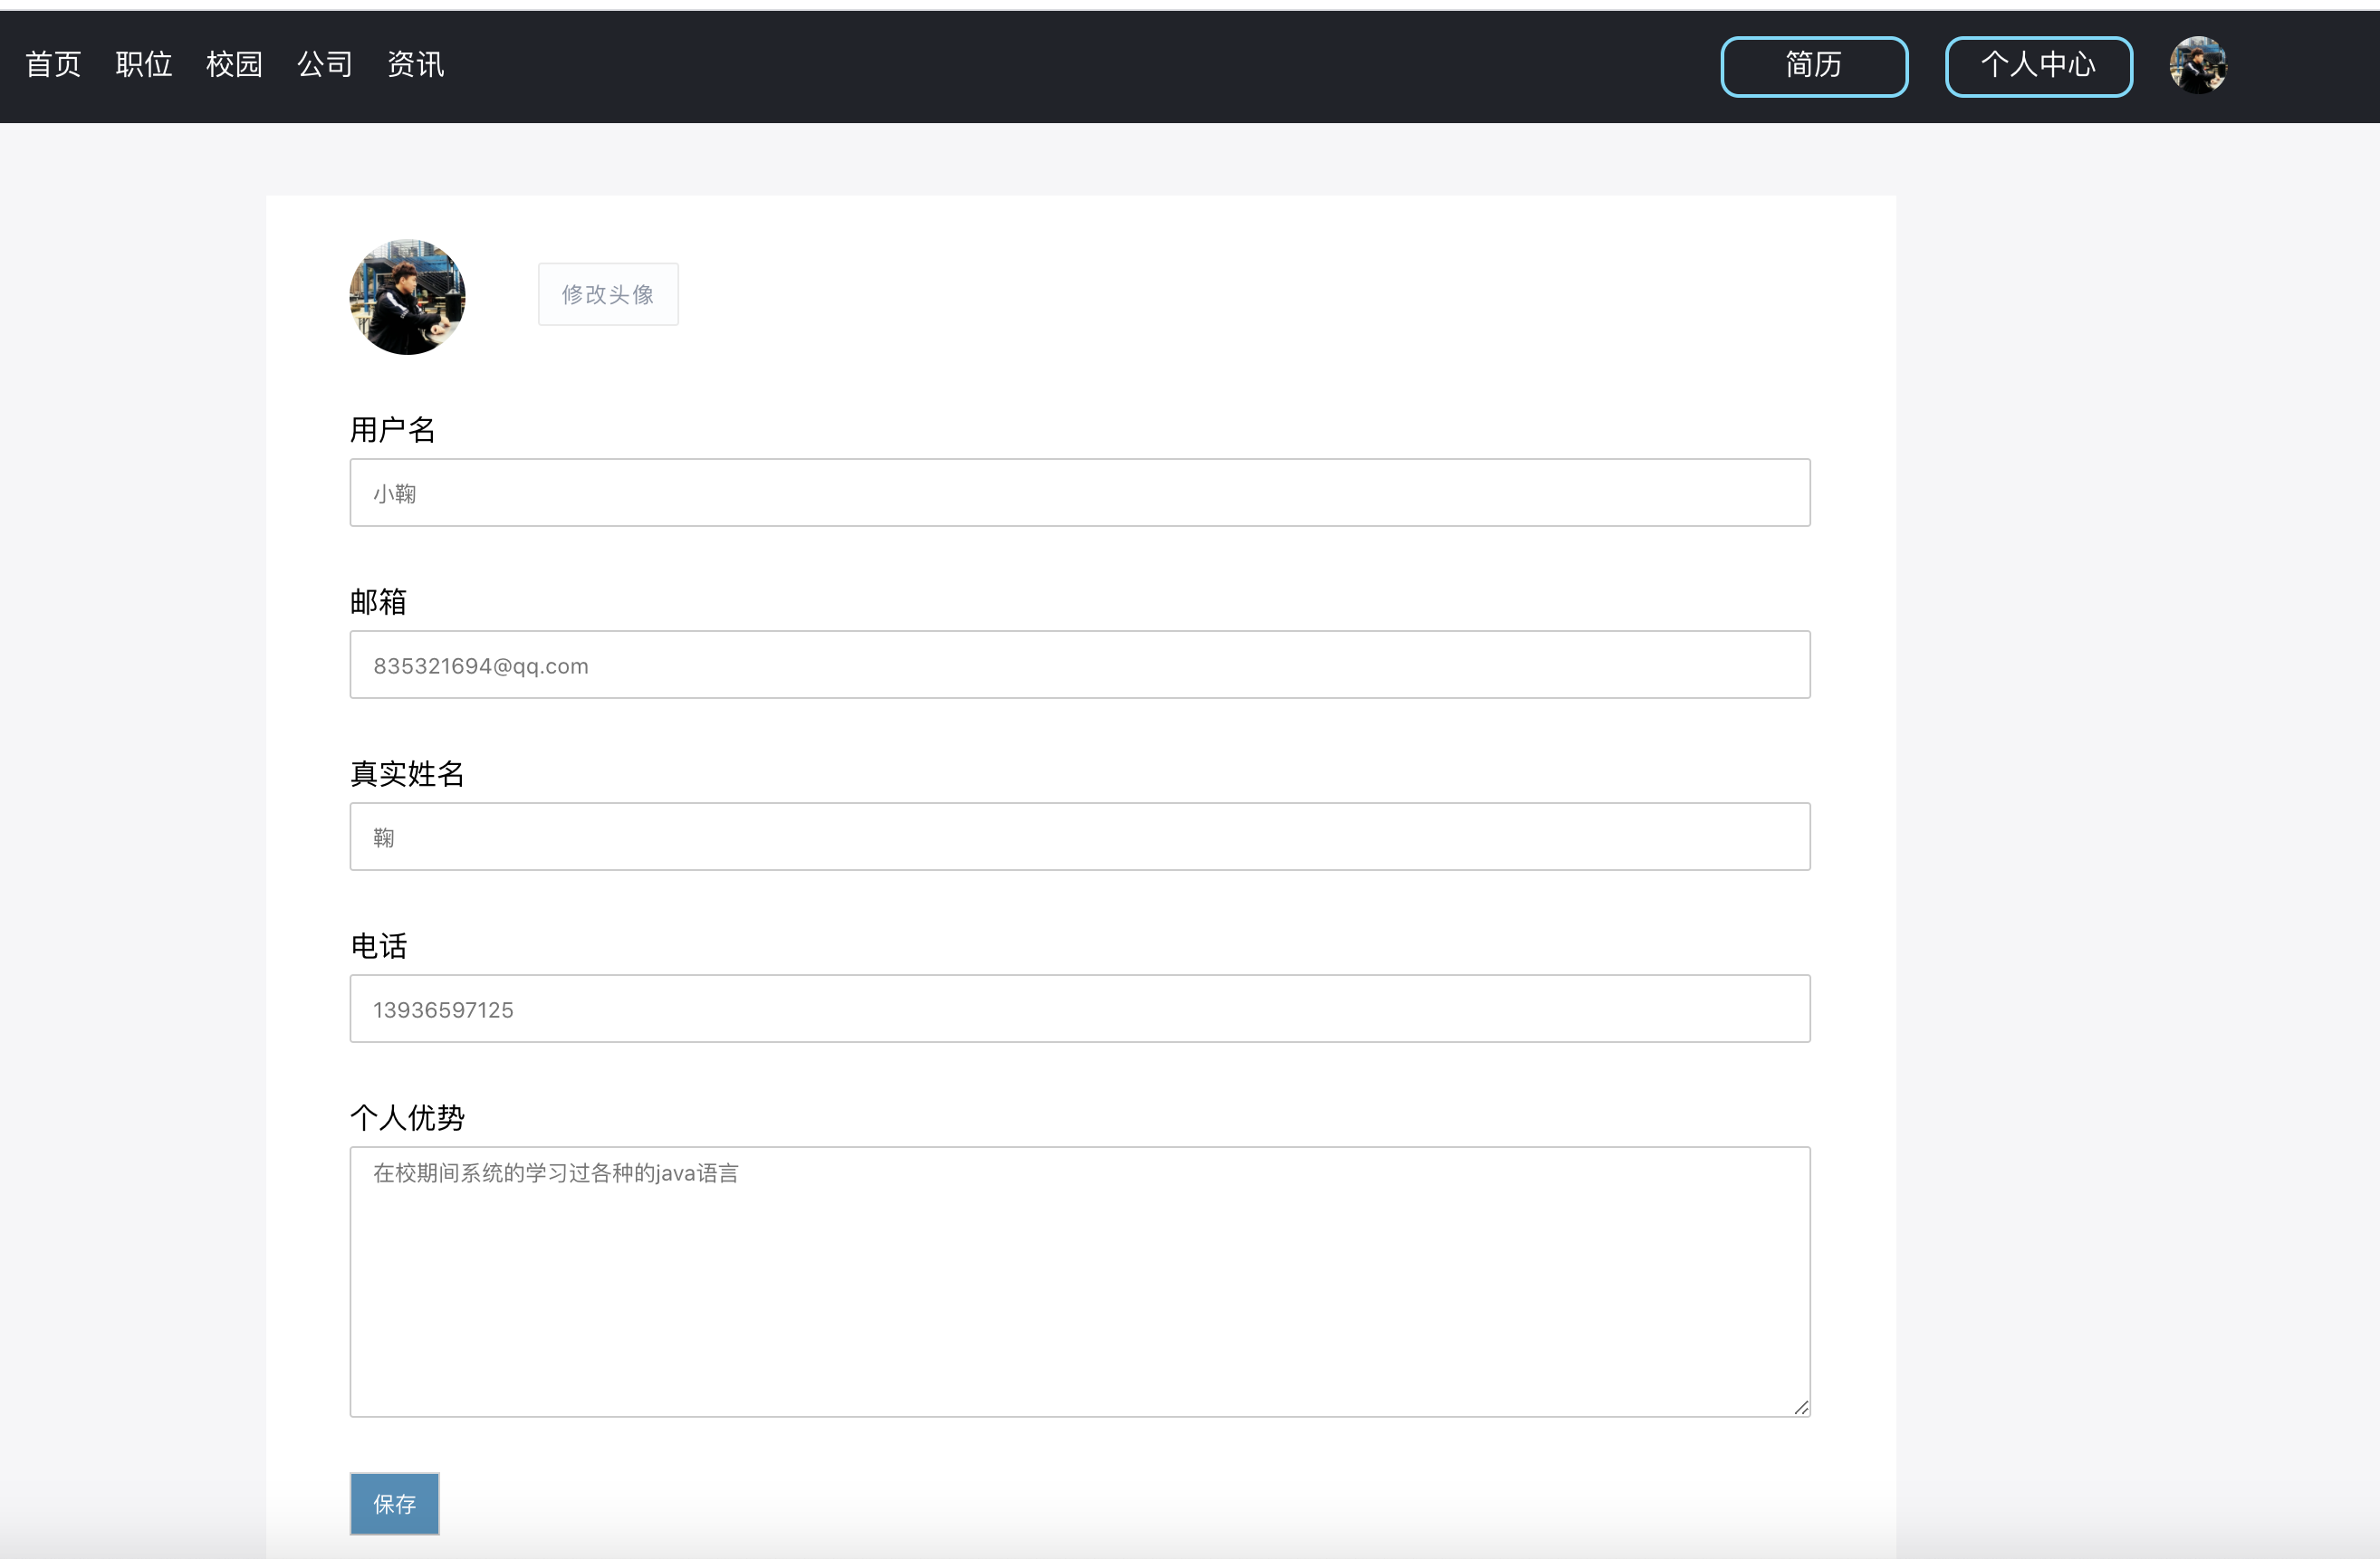 首页 职位 校园 公司 资讯 简历 个人中心
修改头像
用户名
小鞠
邮箱
835321694@qq.com
真实姓名
鞠
电话
13936597125
个人优势
在校期间系统的学习过各种的java语言
保存